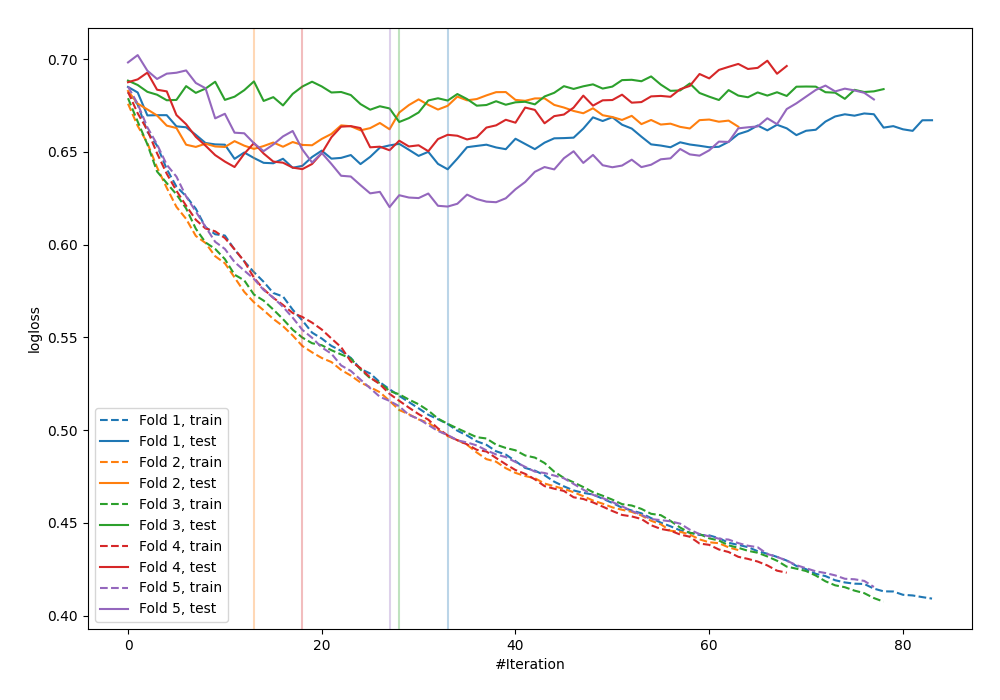 0.70
0.65
0.60
0.55
0.50
0.45
0.40
logloss
Fold 1, train
Fold 1, test
Fold 2, train
Fold 2, test
Fold 3, train
Fold 3, test
Fold 4, train
Fold 4, test
Fold 5, train
Fold 5, test
0 20 40 60 80
#Iteration